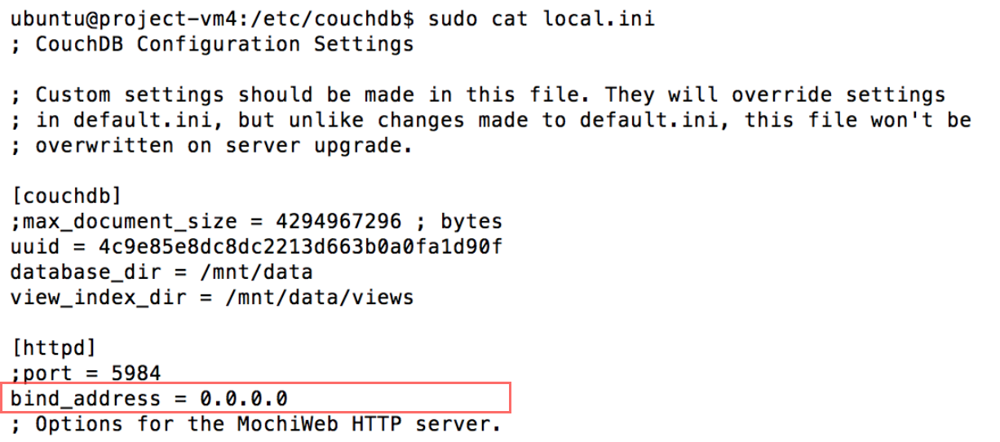 ubuntu@project-vm4:/etc/couchdb$ sudo cat local.ini
; CouchDB Configuration Settings
; Custom settings should be made in this file. They will override settings
; in default.ini, but unlike changes made to default.ini, this file won't be
; overwritten on server upgrade.
[couchdb]
;max_document_size = 4294967296 ; bytes
uuid = 4c9e85e8dc8dc2213d663b0a0fa1d90f
database_dir = /mnt/data
view_index_dir = /mnt/data/views
[httpd]
;port = 5984
bind_address = 0.0.0.0
; Options for the MochiWeb HTTP server.